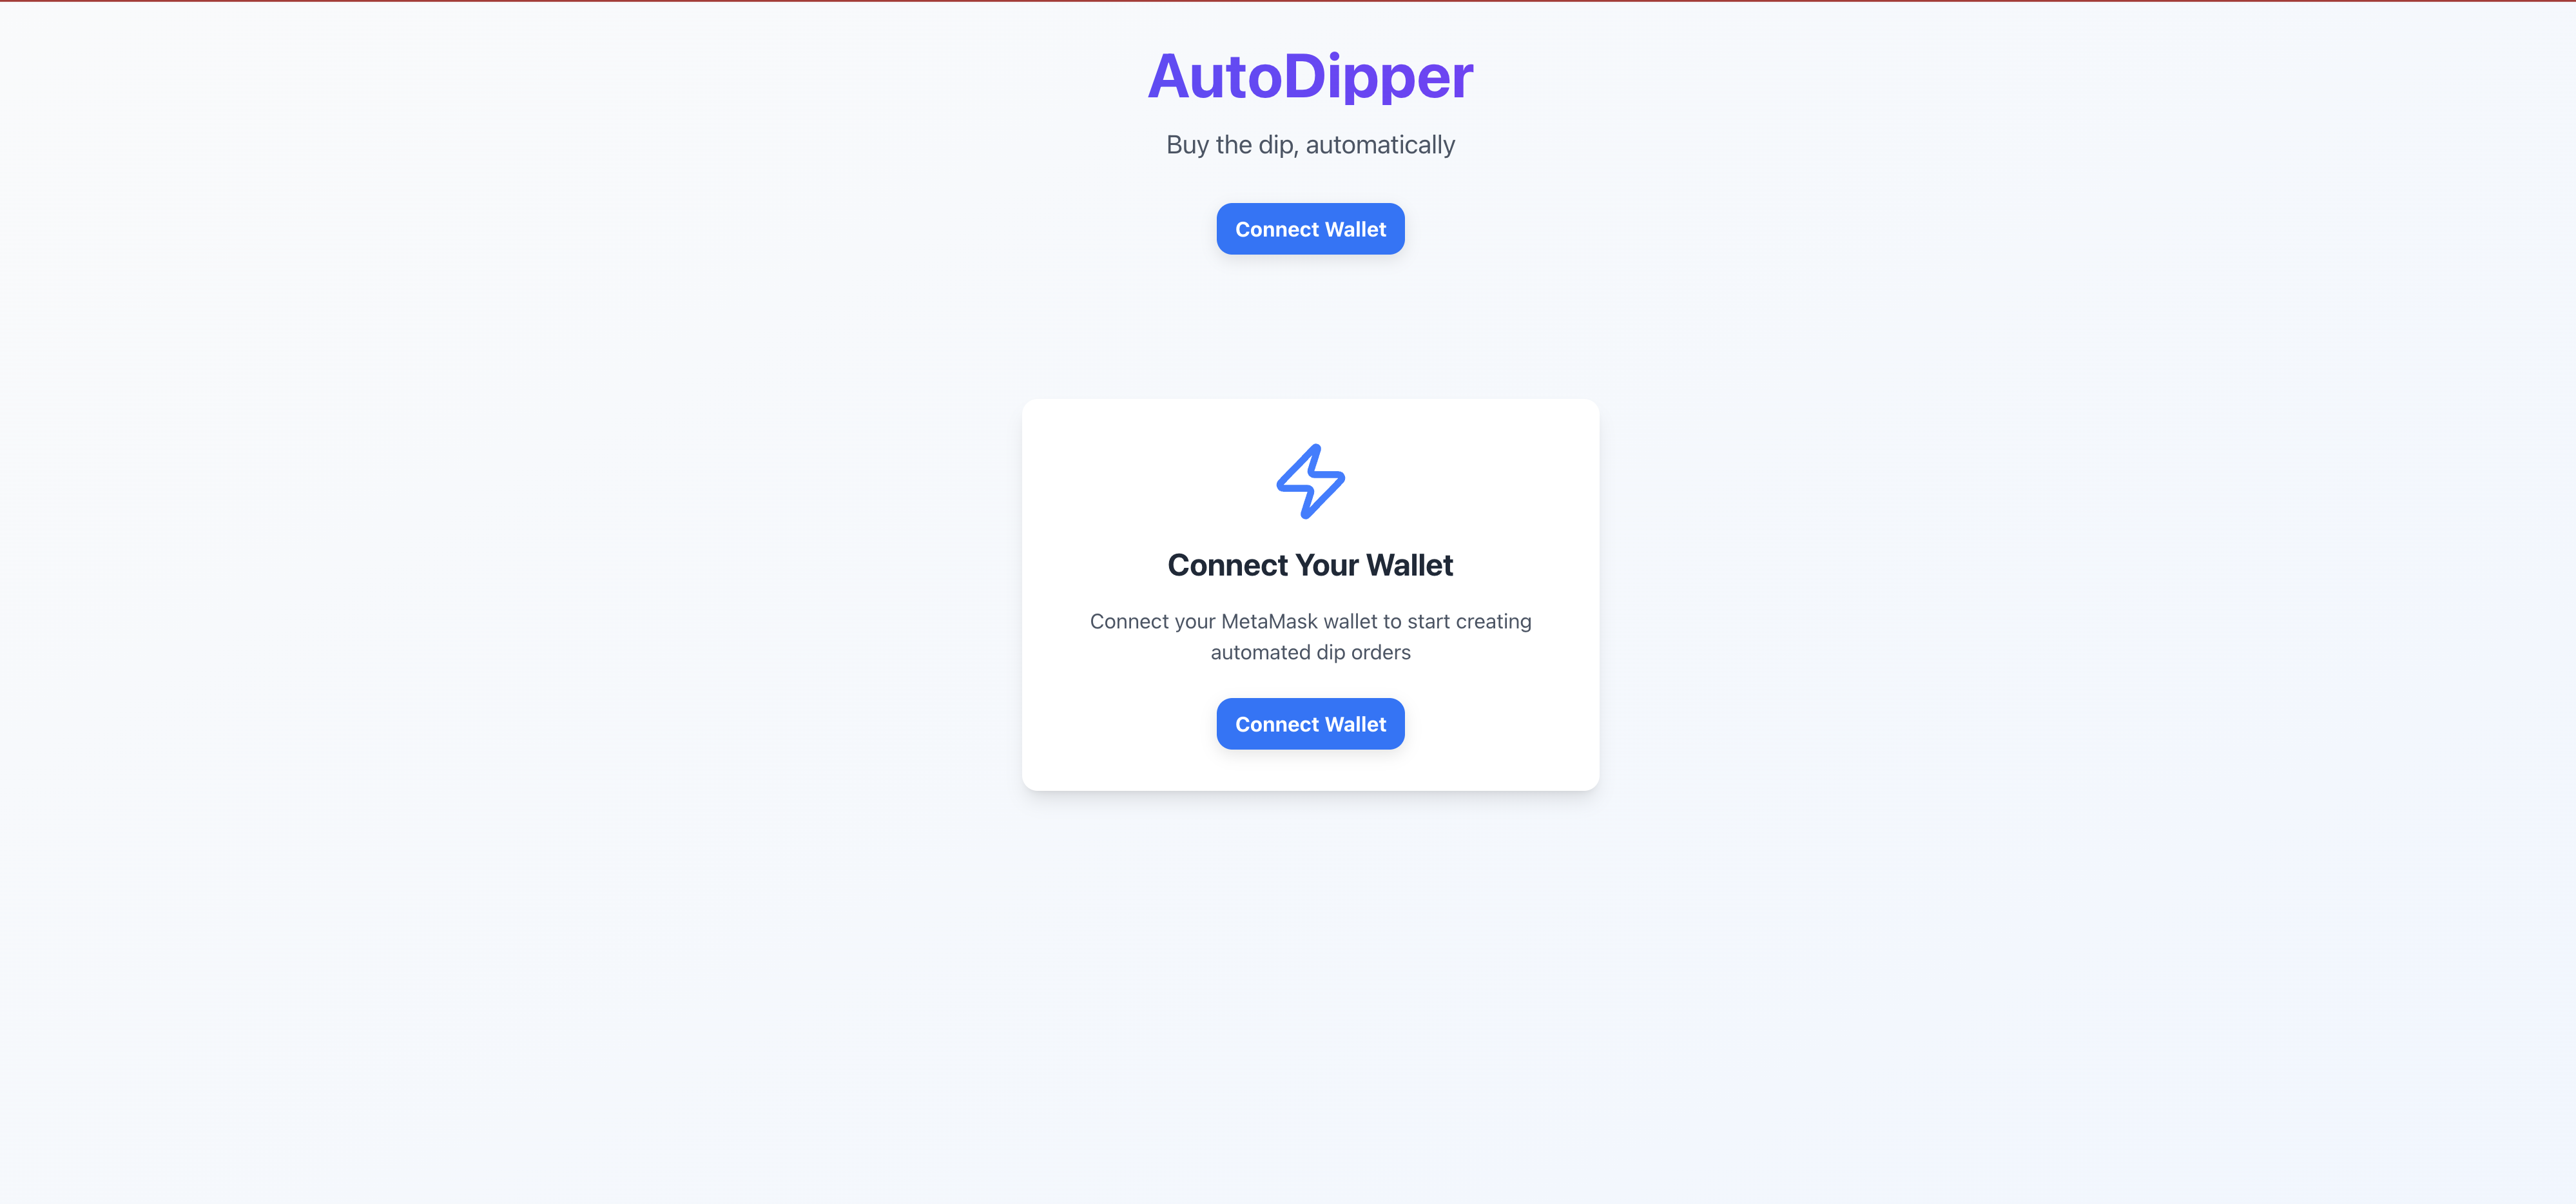 AutoDipper
Buy the dip, automatically
Connect Wallet
Connect Your Wallet
Connect your MetaMask wallet to start creating
automated dip orders
Connect Wallet